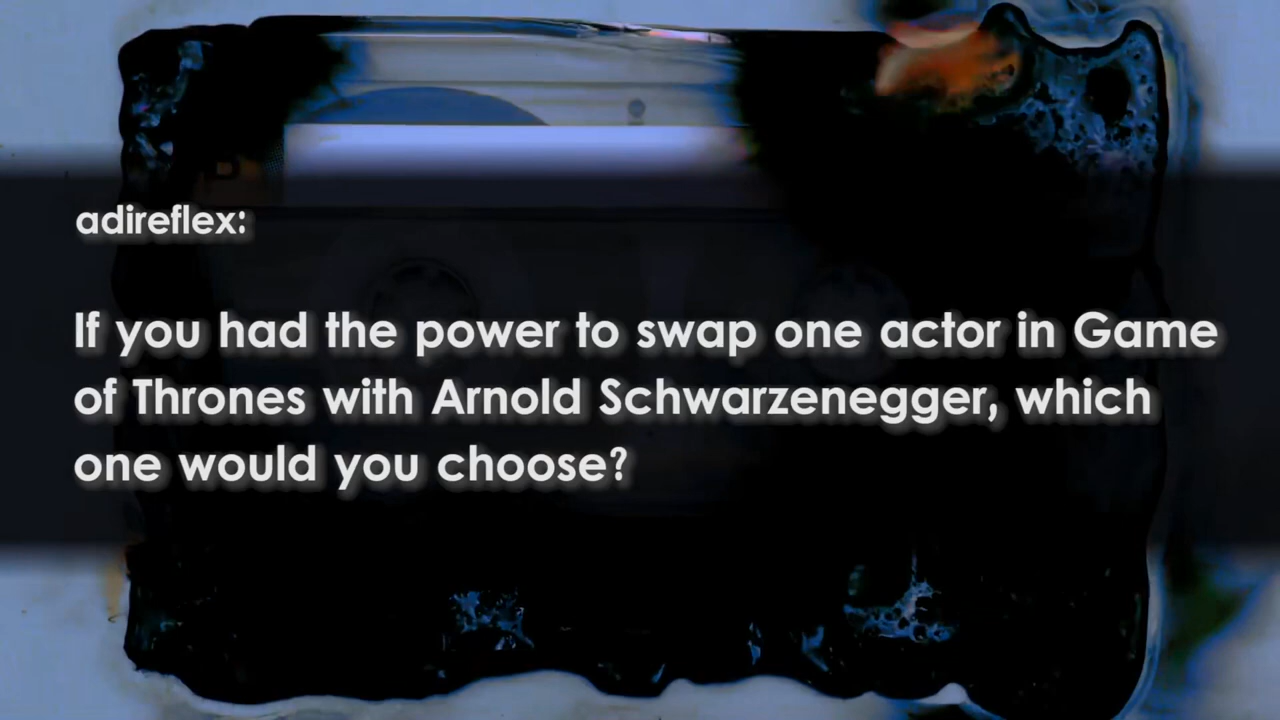 adireflex:
If you had the power to swap one actor in Game
of Thrones with Arnold Schwarzenegger, which
one would you choose?